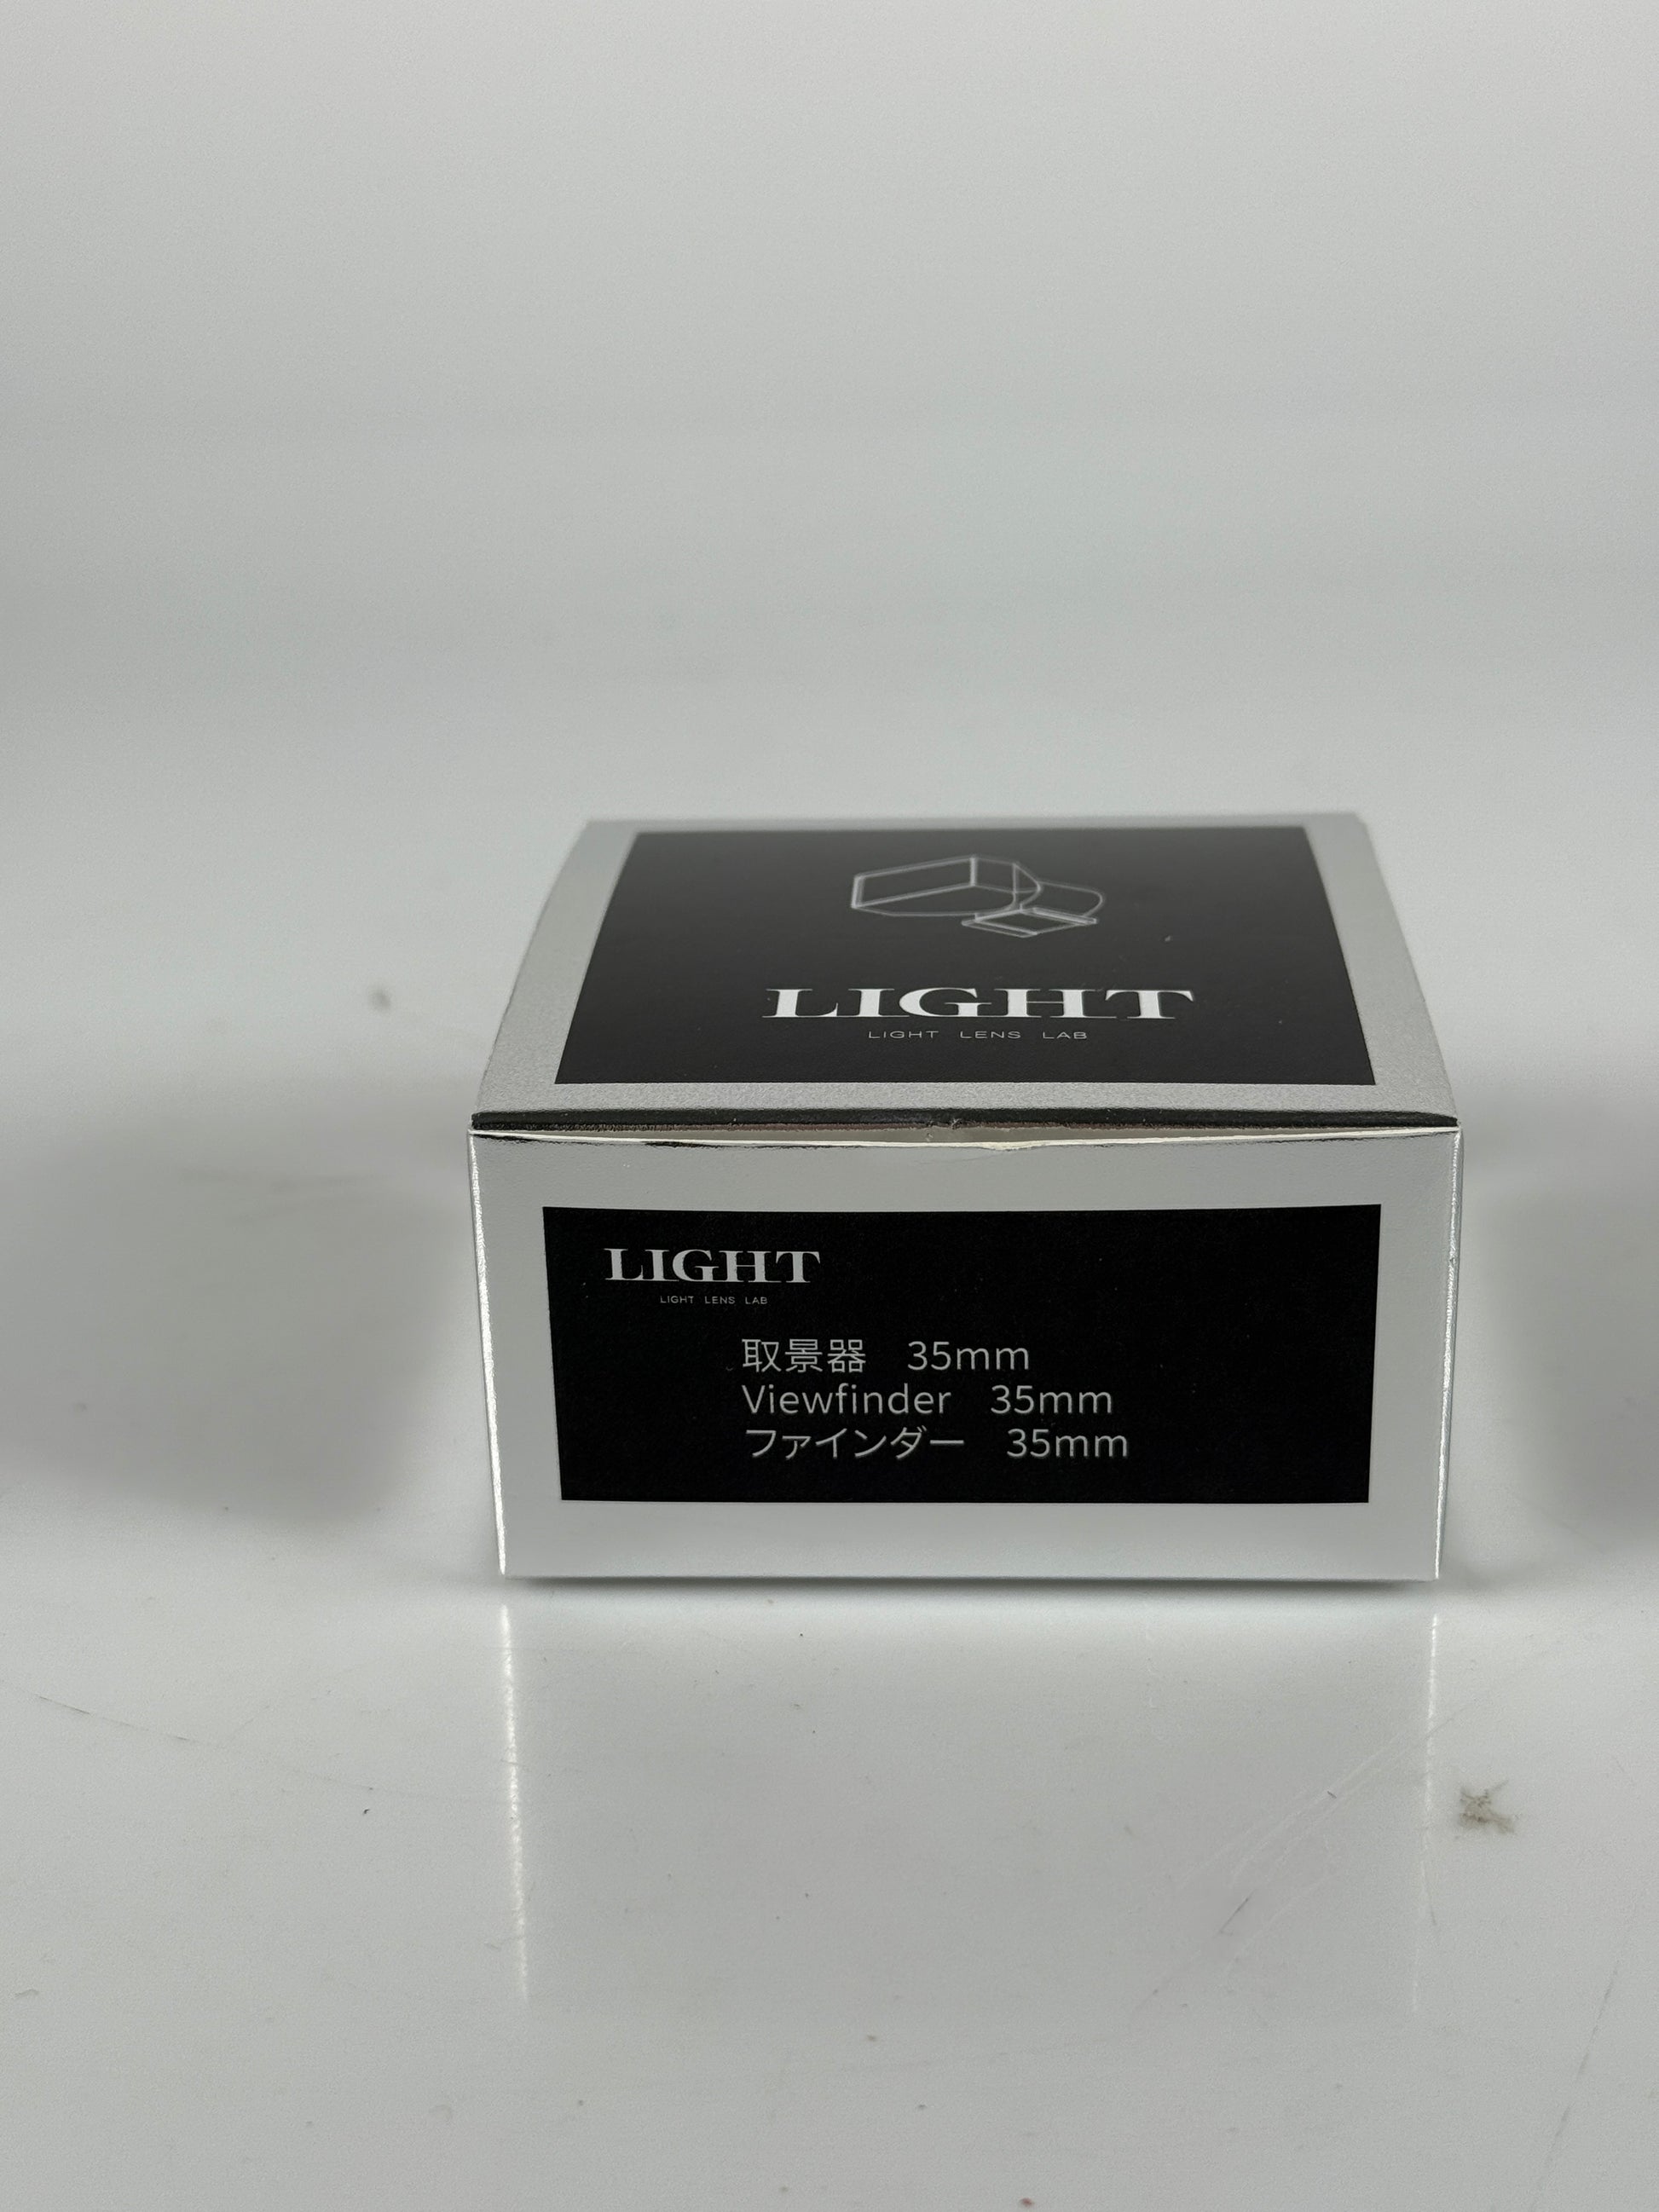 LIGHT
LIGHT LENS LAB
LIGHT
LIGHT LENS LAB
取景器 35mm
Viewfinder 35mm
ファインダー 35mm